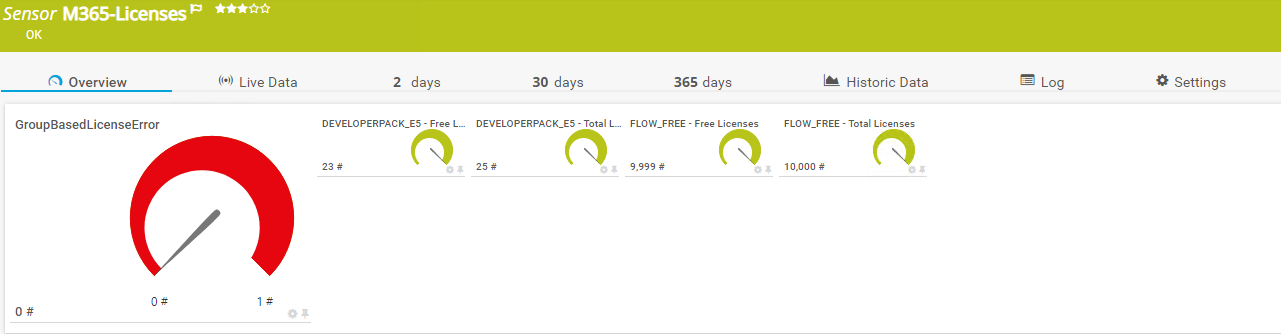 Sensor M365-Licenses
OK
Overview
Live Data
2 days
30 days
365 days
Historic Data
Log
Settings
GroupBasedLicenseError
0 #
1 #
0 #
DEVELOPERPACK_E5 - Free L...
23 #
DEVELOPERPACK_E5 - Total L...
25 #
FLOW_FREE - Free Licenses
9,999 #
FLOW_FREE - Total Licenses
10,000 #